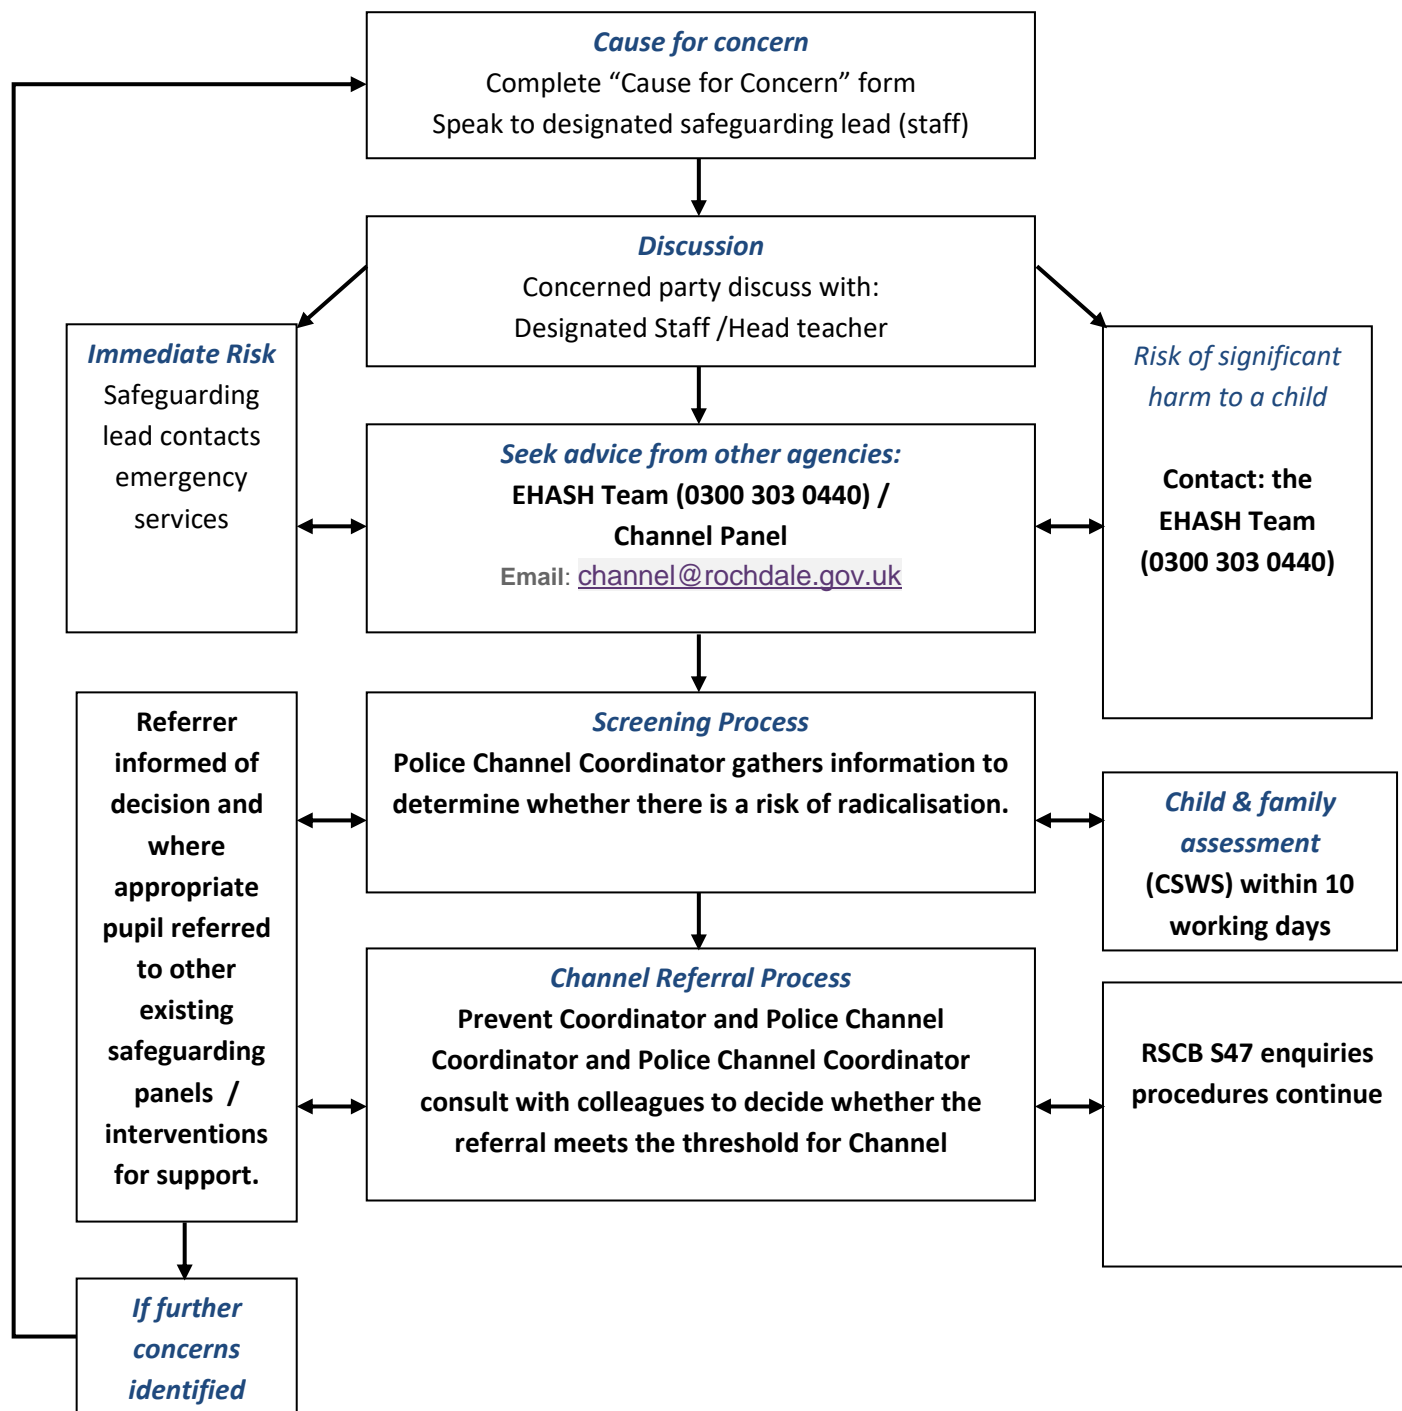 Cause for concern
Complete “Cause for Concern” form
Speak to designated safeguarding lead (staff)
Discussion
Concerned party discuss with:
Designated Staff /Head teacher
Immediate Risk
Safeguarding
lead contacts
emergency
services
Seek advice from other agencies:
EHASH Team (0300 303 0440) /
Channel Panel
Email: channel@rochdale.gov.uk
Risk of significant
harm to a child
Contact: the
EHASH Team
(0300 303 0440)
Referrer
informed of
decision and
where
appropriate
pupil referred
to other
existing
safeguarding
panels /
interventions
for support.
Screening Process
Police Channel Coordinator gathers information to
determine whether there is a risk of radicalisation.
Child & family
assessment
(CSWS) within 10
working days
Channel Referral Process
Prevent Coordinator and Police Channel
Coordinator and Police Channel Coordinator
consult with colleagues to decide whether the
referral meets the threshold for Channel
RSCB S47 enquiries
procedures continue
If further
concerns
identified